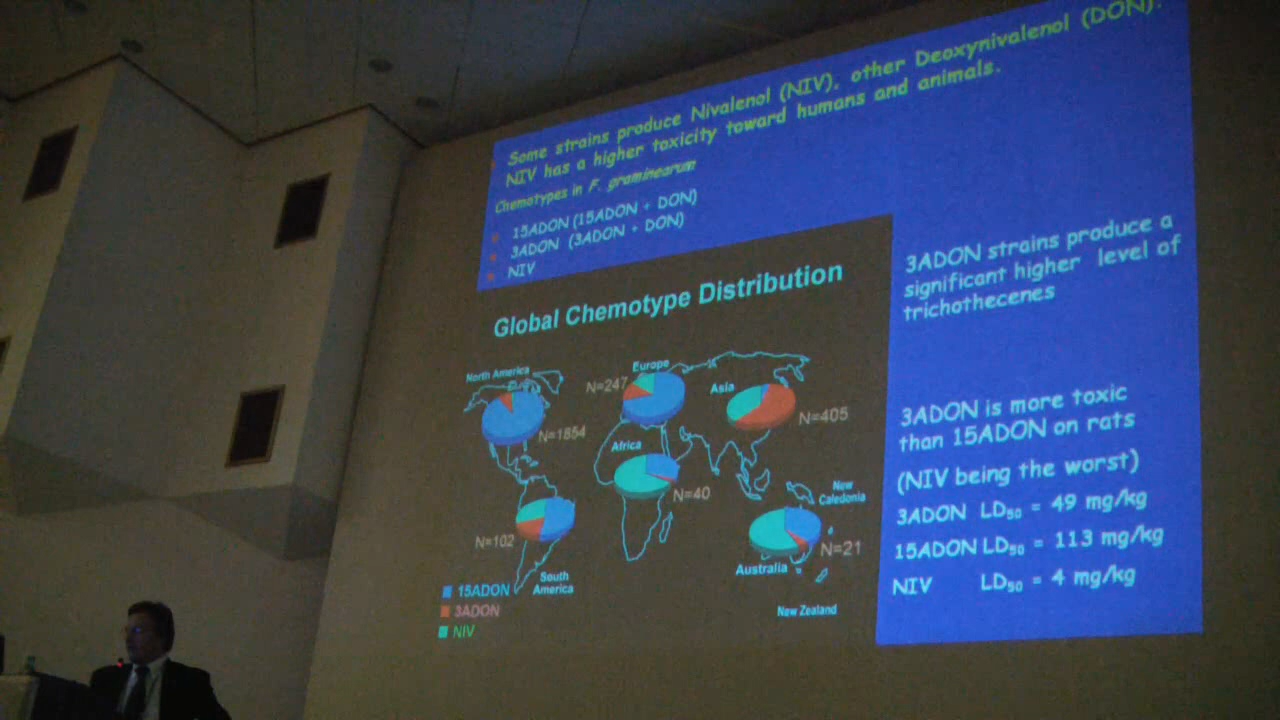 Some strains produce Nivalenol (NIV), other Deoxynivalenol (DON).
NIV has a higher toxicity toward humans and animals.
Chemotypes in F. graminearum
15ADON (15ADON + DON)
3ADON (3ADON + DON)
NIV
Global Chemotype Distribution
North America
N=1854
Europe
N=247
Asia
N=405
Africa
N=40
N=102
South
America
New
Caledonia
N=21
Australia
New Zealand
15ADON
3ADON
NIV
3ADON strains produce a
significant higher level of
trichothecenes
3ADON is more toxic
than 15ADON on rats
(NIV being the worst)
3ADON LD₅₀ = 49 mg/kg
15ADON LD₅₀ = 113 mg/kg
NIV LD₅₀ = 4 mg/kg